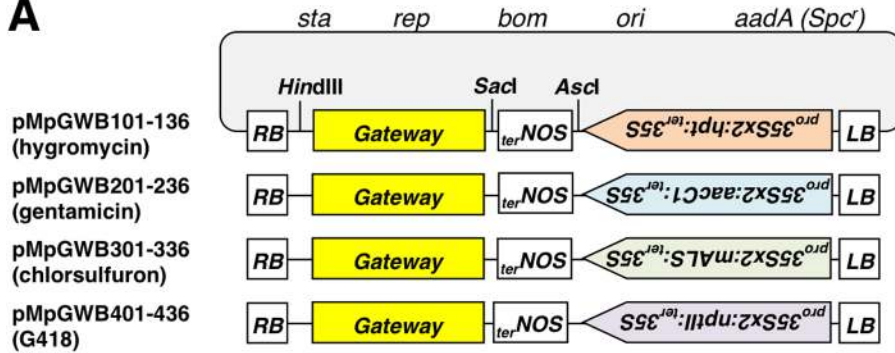 A
sta rep bom ori aadA (Spcʳ)
HindIII SacI AscI
pMpGWB101-136
(hygromycin)
RB Gateway terNOS pro35Sx2:hpt:ter35S LB
pMpGWB201-236
(gentamicin)
RB Gateway terNOS pro35Sx2:aacC1:ter35S LB
pMpGWB301-336
(chlorsulfuron)
RB Gateway terNOS pro35Sx2:mALS:ter35S LB
pMpGWB401-436
(G418)
RB Gateway terNOS pro35Sx2:nptII:ter35S LB